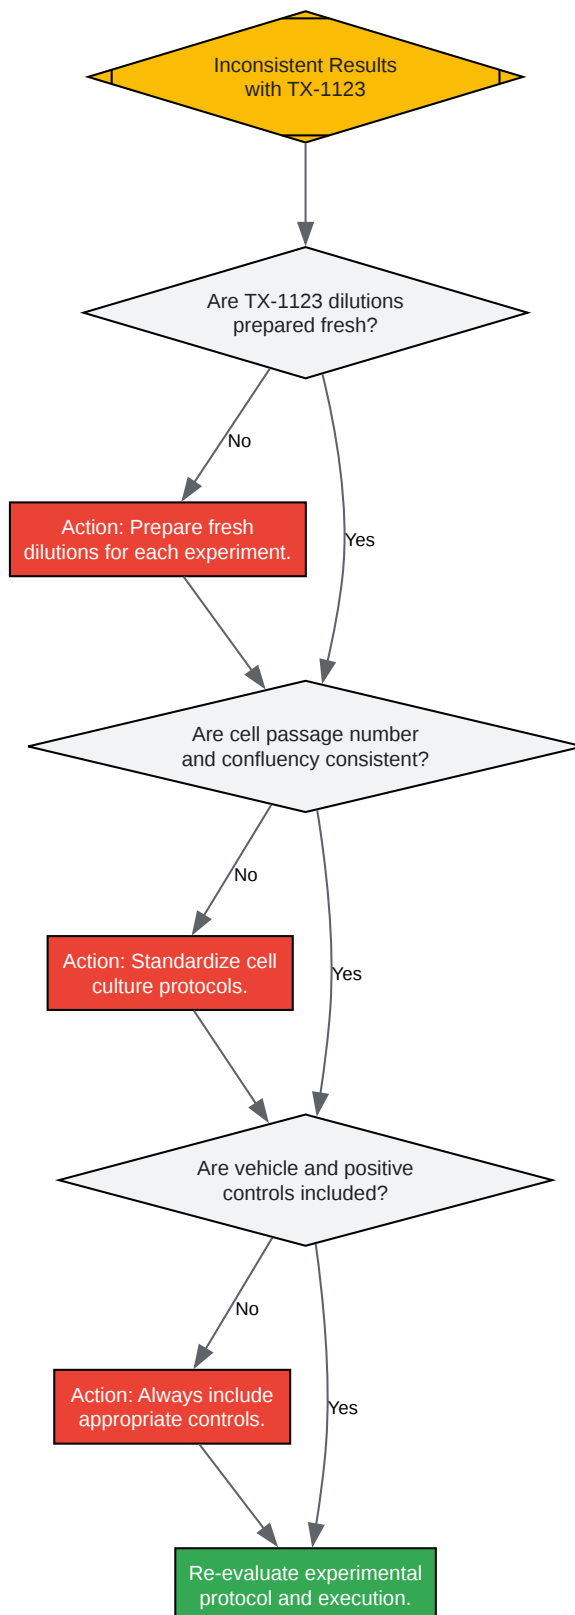 Inconsistent Results
with TX-1123
Are TX-1123 dilutions
prepared fresh?
No
Yes
Action: Prepare fresh
dilutions for each experiment.
Are cell passage number
and confluency consistent?
No
Yes
Action: Standardize cell
culture protocols.
Are vehicle and positive
controls included?
No
Yes
Action: Always include
appropriate controls.
Re-evaluate experimental
protocol and execution.